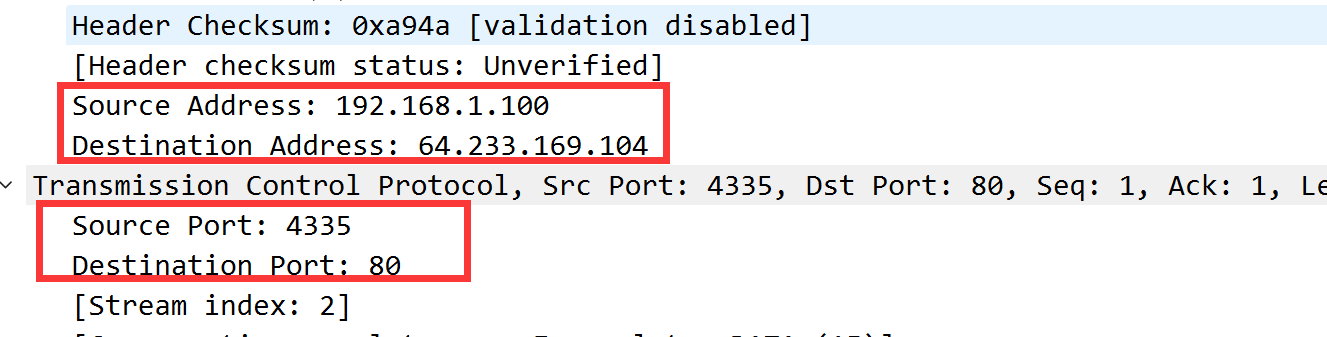 Header Checksum: 0xa94a [validation disabled]
[Header checksum status: Unverified]
Source Address: 192.168.1.100
Destination Address: 64.233.169.104
Transmission Control Protocol, Src Port: 4335, Dst Port: 80, Seq: 1, Ack: 1, Le
Source Port: 4335
Destination Port: 80
[Stream index: 2]